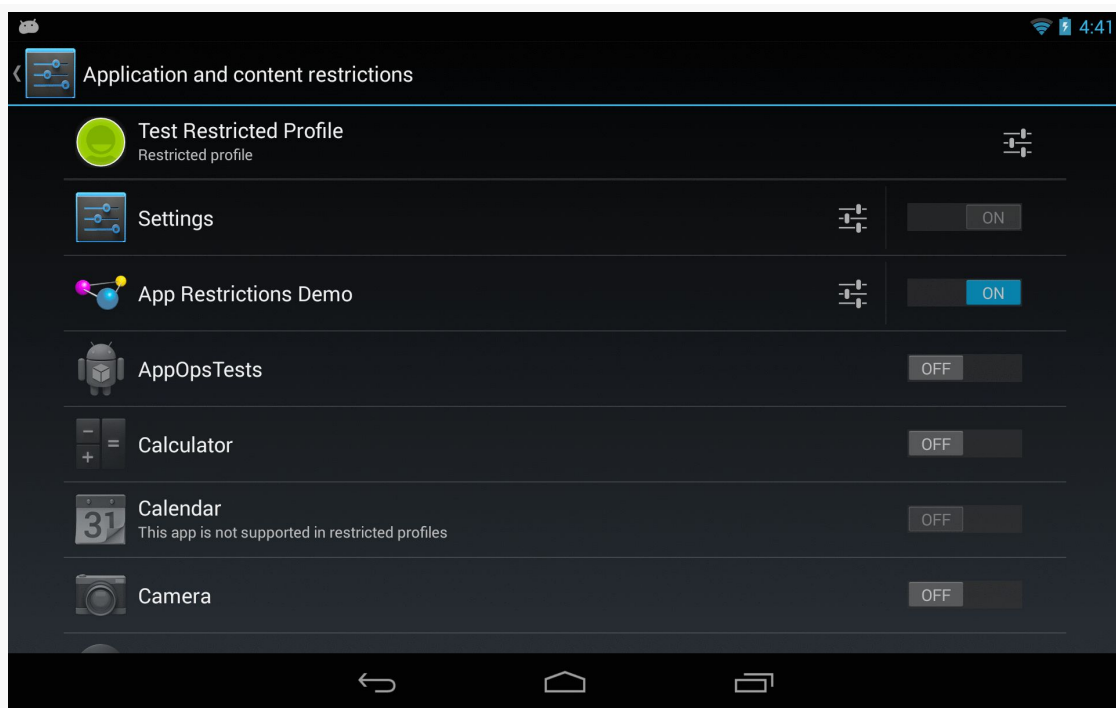 4:41
Application and content restrictions
Test Restricted Profile
Restricted profile
Settings
ON
App Restrictions Demo
ON
AppOpsTests
OFF
Calculator
OFF
31
Calendar
This app is not supported in restricted profiles
OFF
Camera
OFF